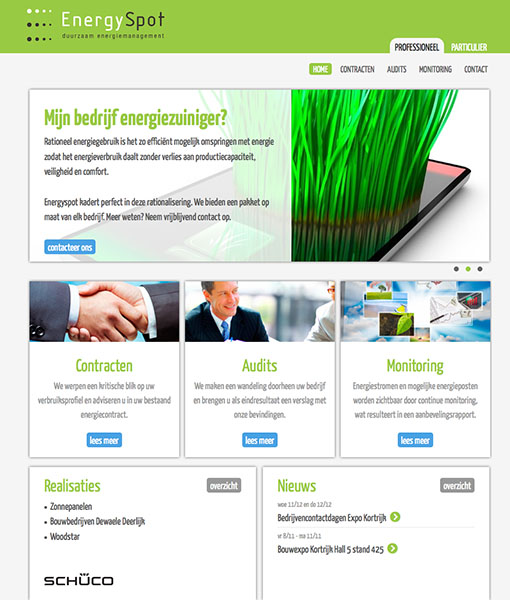 EnergySpot
duurzaam energiemanagement
PROFESSIONEEL PARTICULIER
HOME CONTRACTEN AUDITS MONITORING CONTACT
Mijn bedrijf energiezuiniger?
Rationeel energiegebruik is het zo efficiënt mogelijk omspringen met energie
zodat het energieverbruik daalt zonder verlies aan productiecapaciteit,
veiligheid en comfort.
Energyspot kadert perfect in deze rationalisering. We bieden een pakket op
maat van elk bedrijf. Meer weten? Neem vrijblijvend contact op.
contacteer ons
Contracten
We werpen een kritische blik op uw
verbruiksprofiel en adviseren u in uw bestaand
energiecontract.
lees meer
Audits
We maken een wandeling doorheen uw bedrijf
en brengen u als eindresultaat een verslag met
onze bevindingen.
lees meer
Monitoring
Energiestromen en mogelijke energieposten
worden zichtbaar door continue monitoring,
wat resulteert in een aanbevelingsrapport.
lees meer
Realisaties overzicht
• Zonnepanelen
• Bouwbedrijven Dewaele Deerlijk
• Woodstar
SCHÜCO
Nieuws overzicht
woe 11/12 en do 12/12
Bedrijvencontactdagen Expo Kortrijk
vr 8/11 - ma 11/11
Bouwexpo Kortrijk Hall 5 stand 425